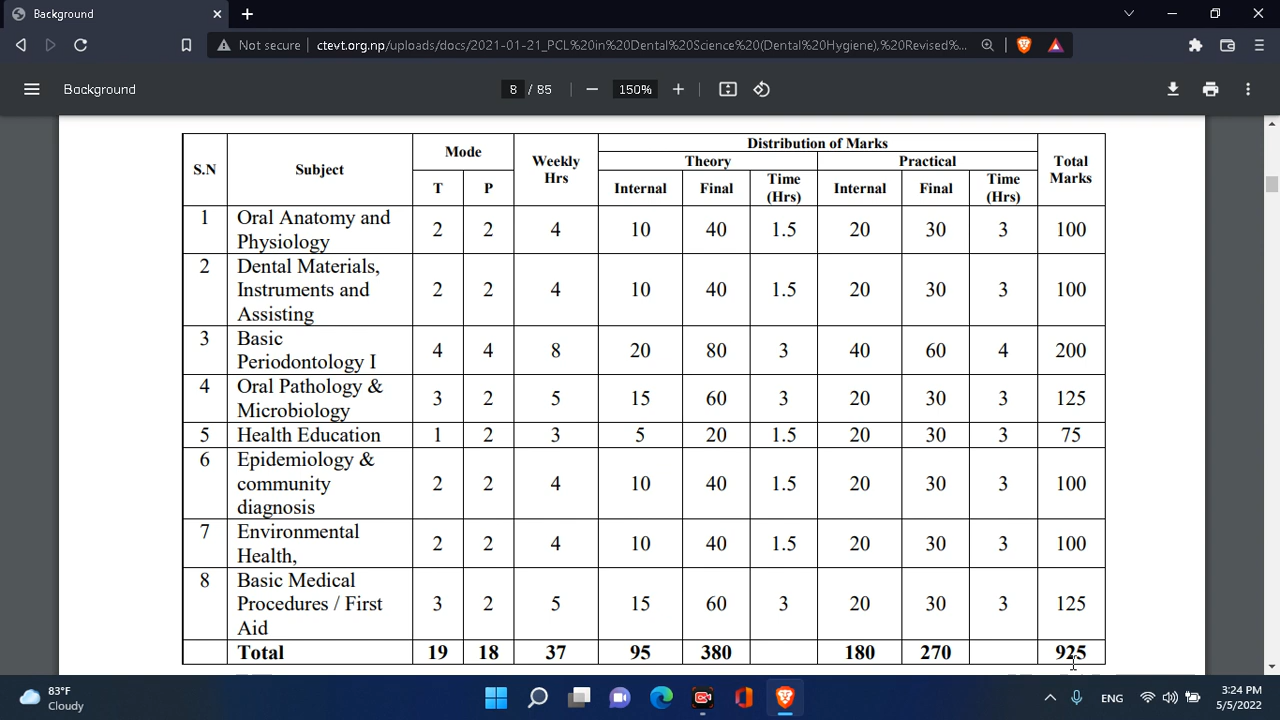 Background
Not secure ctevt.org.np/uploads/docs/2021-01-21_PCL%20in%20Dental%20Science%20(Dental%20Hygiene),%20Revised%...
Background 8 / 85 150%
S.N Subject Mode Weekly Hrs Distribution of Marks Total Marks
Theory Practical
T P Internal Final Time (Hrs) Internal Final Time (Hrs)
1 Oral Anatomy and 2 2 4 10 40 1.5 20 30 3 100
Physiology
2 Dental Materials, 2 2 4 10 40 1.5 20 30 3 100
Instruments and
Assisting
3 Basic 4 4 8 20 80 3 40 60 4 200
Periodontology I
4 Oral Pathology & 3 2 5 15 60 3 20 30 3 125
Microbiology
5 Health Education 1 2 3 5 20 1.5 20 30 3 75
6 Epidemiology & 2 2 4 10 40 1.5 20 30 3 100
community
diagnosis
7 Environmental 2 2 4 10 40 1.5 20 30 3 100
Health,
8 Basic Medical 3 2 5 15 60 3 20 30 3 125
Procedures / First
Aid
Total 19 18 37 95 380 180 270 925
83°F
Cloudy
ENG
3:24 PM
5/5/2022